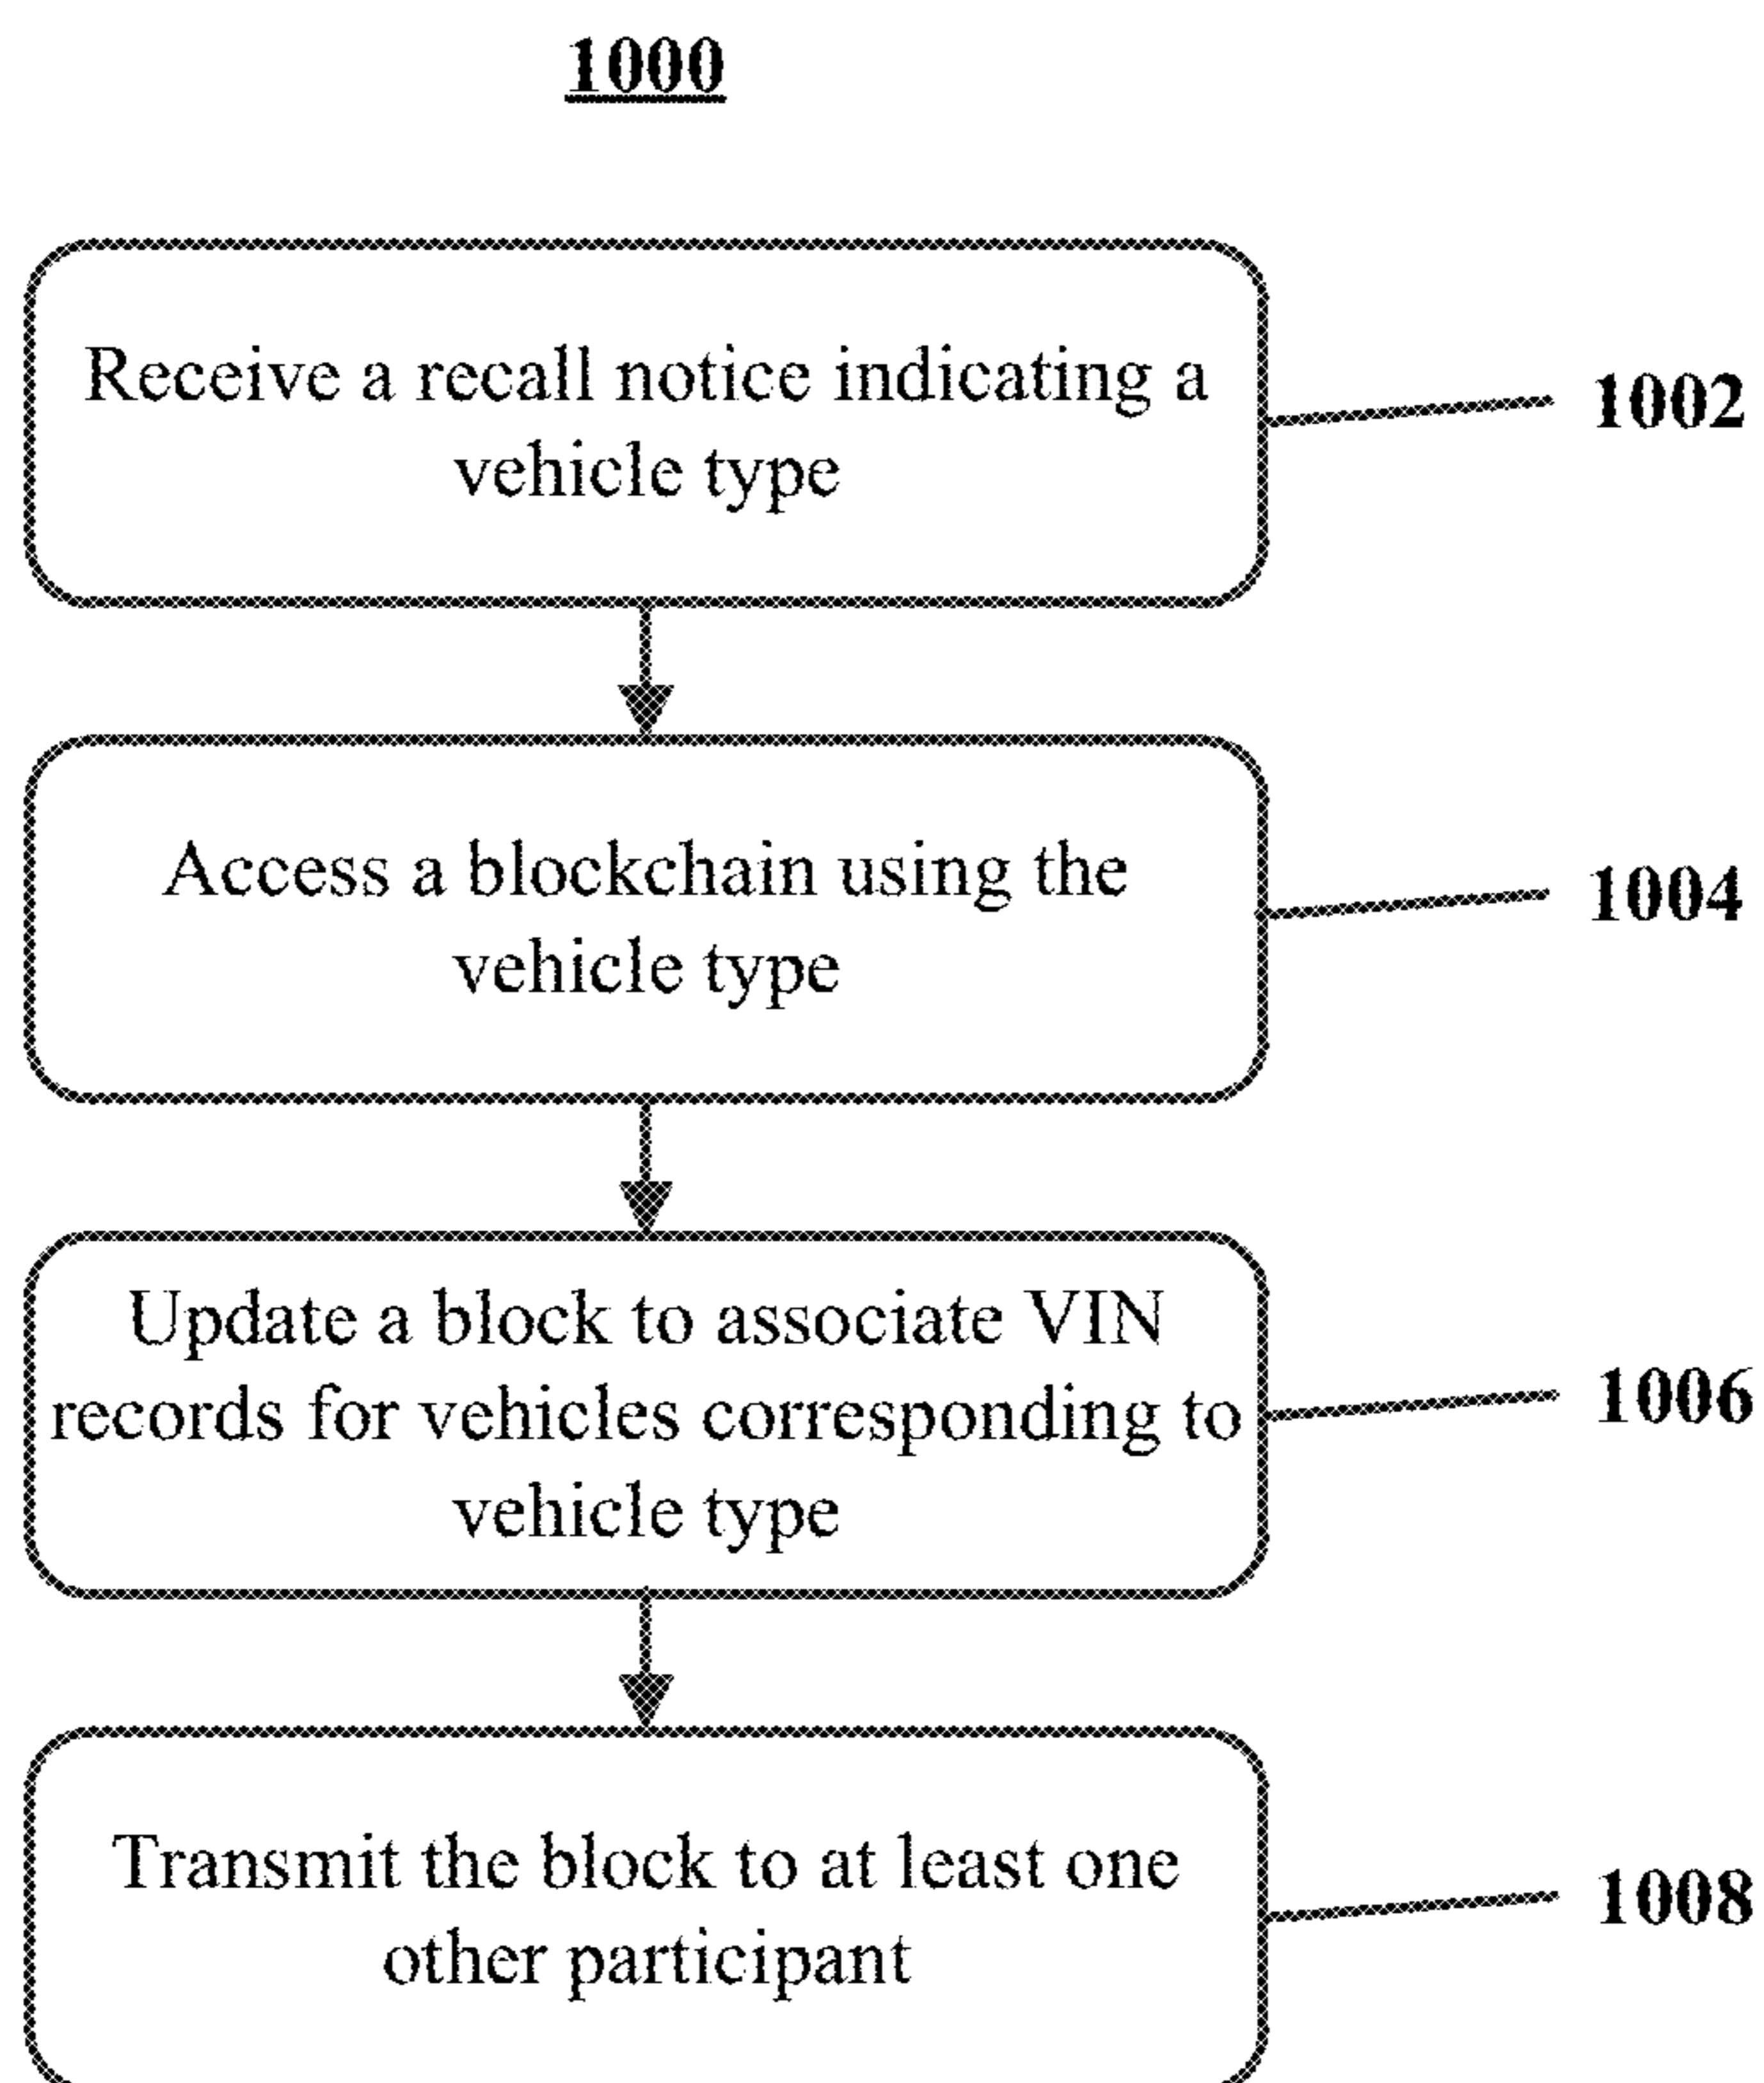 1000
Receive a recall notice indicating a
vehicle type
1002
Access a blockchain using the
vehicle type
1004
Update a block to associate VIN
records for vehicles corresponding to
vehicle type
1006
Transmit the block to at least one
other participant
1008